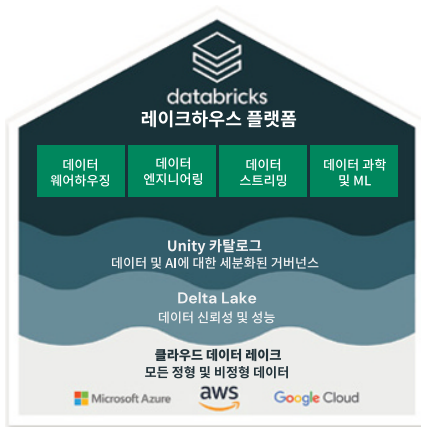 databricks
레이크하우스 플랫폼
데이터
웨어하우징
데이터
엔지니어링
데이터
스트리밍
데이터 과학
및 ML
Unity 카탈로그
데이터 및 AI에 대한 세분화된 거버넌스
Delta Lake
데이터 신뢰성 및 성능
클라우드 데이터 레이크
모든 정형 및 비정형 데이터
Microsoft Azure
aws
Google Cloud